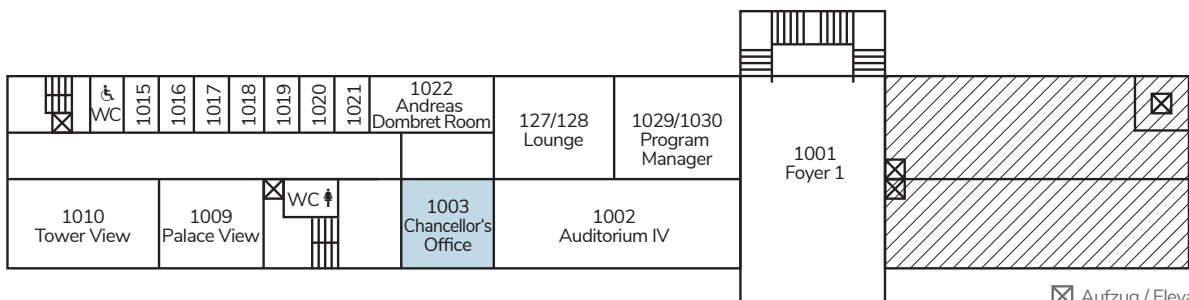 WC
1015
1016
1017
1018
1019
1020
1021
1022
Andreas
Dombret Room
127/128
Lounge
1029/1030
Program
Manager
1001
Foyer 1
1010
Tower View
1009
Palace View
WC
1003
Chancellor's
Office
1002
Auditorium IV
Aufzug /